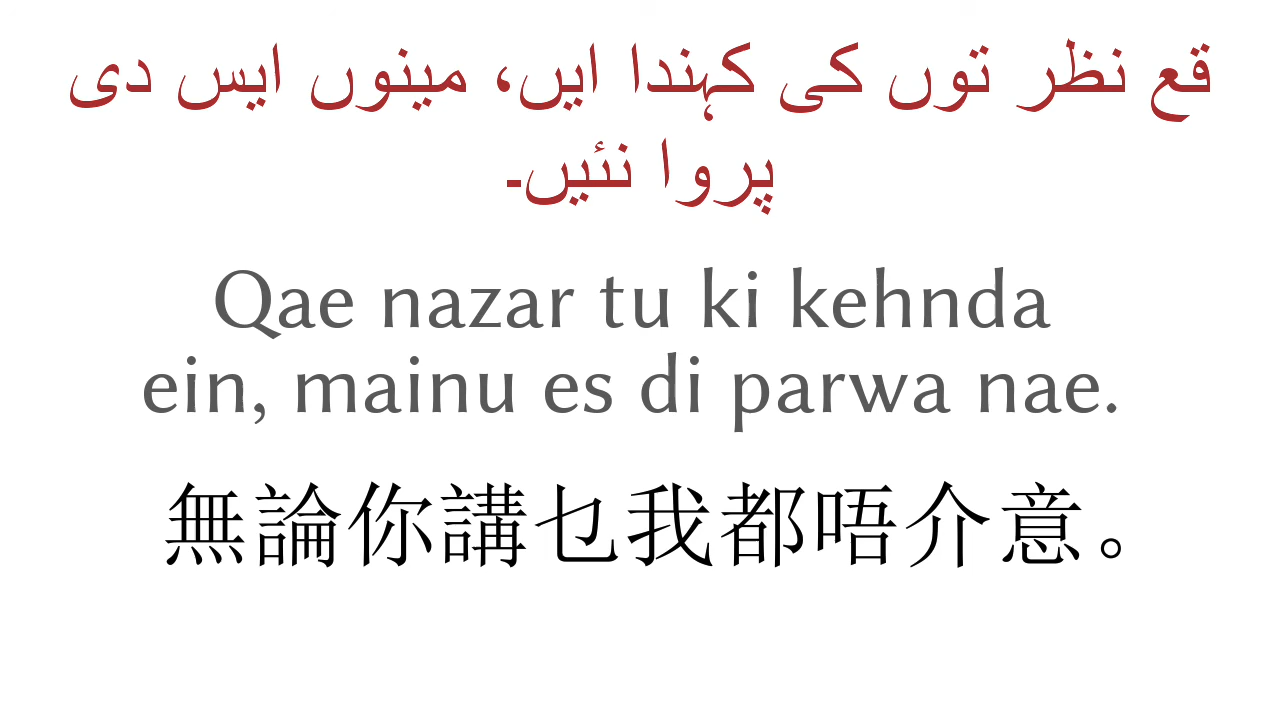 قع نظر توں کی کہندا ایں، مینوں ایس دی
پروا نئیں۔
Qae nazar tu ki kehnda
ein, mainu es di parwa nae.
無論你講乜我都唔介意。